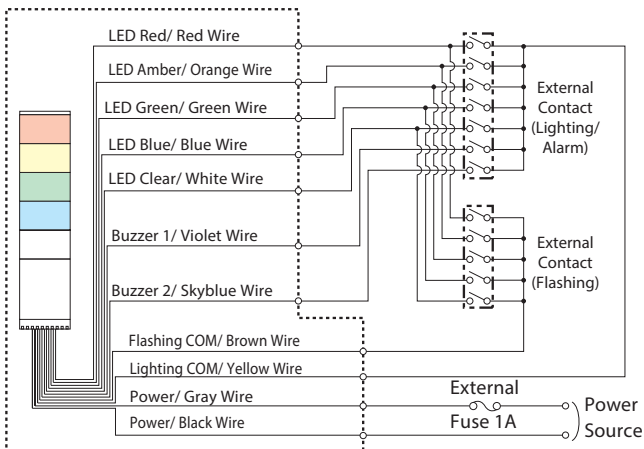 LED Red/ Red Wire
LED Amber/ Orange Wire
LED Green/ Green Wire
LED Blue/ Blue Wire
LED Clear/ White Wire
Buzzer 1/ Violet Wire
Buzzer 2/ Skyblue Wire
Flashing COM/ Brown Wire
Lighting COM/ Yellow Wire
Power/ Gray Wire
Power/ Black Wire
External
Contact
(Lighting/
Alarm)
External
Contact
(Flashing)
External
Fuse 1A
Power
Source